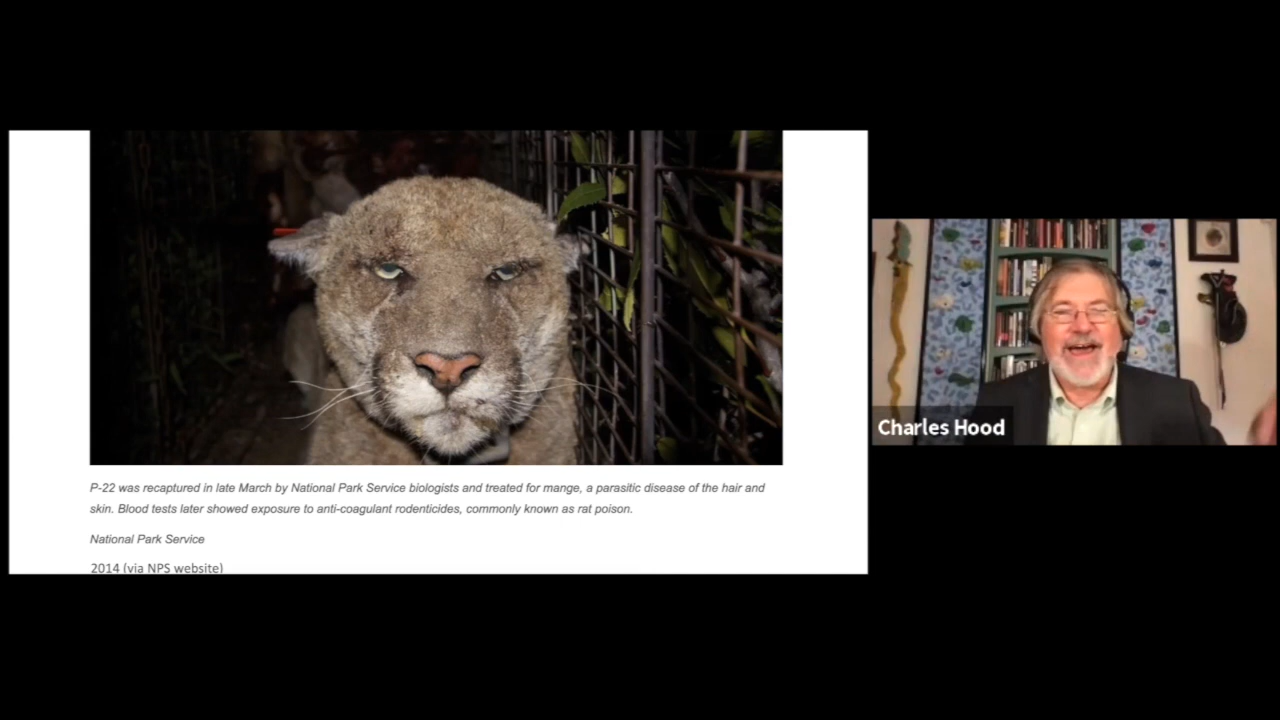 P-22 was recaptured in late March by National Park Service biologists and treated for mange, a parasitic disease of the hair and
skin. Blood tests later showed exposure to anti-coagulant rodenticides, commonly known as rat poison.
National Park Service
2014 (via NPS website)
Charles Hood